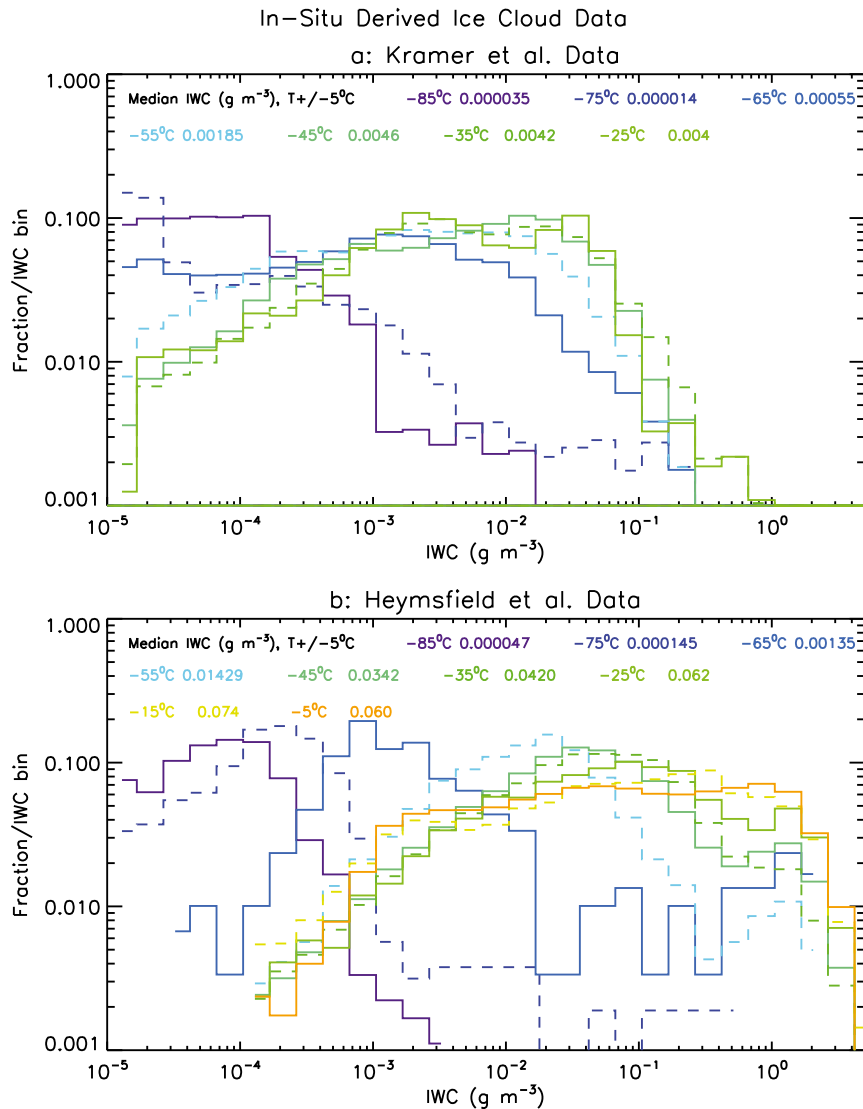 In-Situ Derived Ice Cloud Data
a: Kramer et al. Data
Median IWC (g m⁻³), T+/-5⁰C -85⁰C 0.000035 -75⁰C 0.000014 -65⁰C 0.00055
-55⁰C 0.00185 -45⁰C 0.0046 -35⁰C 0.0042 -25⁰C 0.004
1.000
0.100
0.010
0.001
Fraction/IWC bin
10⁻⁵ 10⁻⁴ 10⁻³ 10⁻² 10⁻¹ 10⁰
IWC (g m⁻³)
b: Heymsfield et al. Data
Median IWC (g m⁻³), T+/-5⁰C -85⁰C 0.000047 -75⁰C 0.000145 -65⁰C 0.00135
-55⁰C 0.01429 -45⁰C 0.0342 -35⁰C 0.0420 -25⁰C 0.062
-15⁰C 0.074 -5⁰C 0.060
1.000
0.100
0.010
0.001
Fraction/IWC bin
10⁻⁵ 10⁻⁴ 10⁻³ 10⁻² 10⁻¹ 10⁰
IWC (g m⁻³)